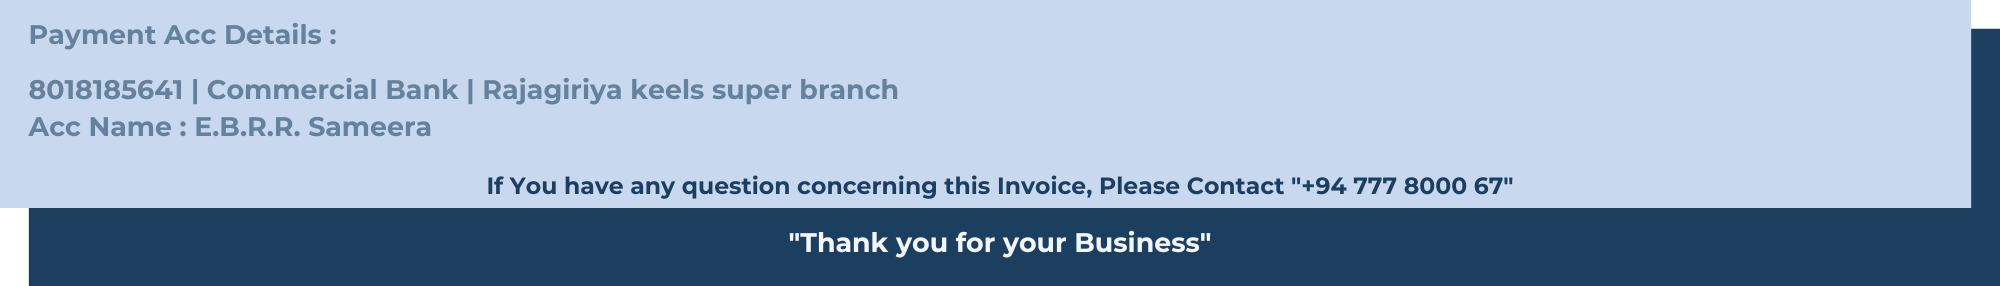 Payment Acc Details :
8018185641 | Commercial Bank | Rajagiriya keels super branch
Acc Name : E.B.R.R. Sameera
If You have any question concerning this Invoice, Please Contact "+94 777 8000 67"
"Thank you for your Business"